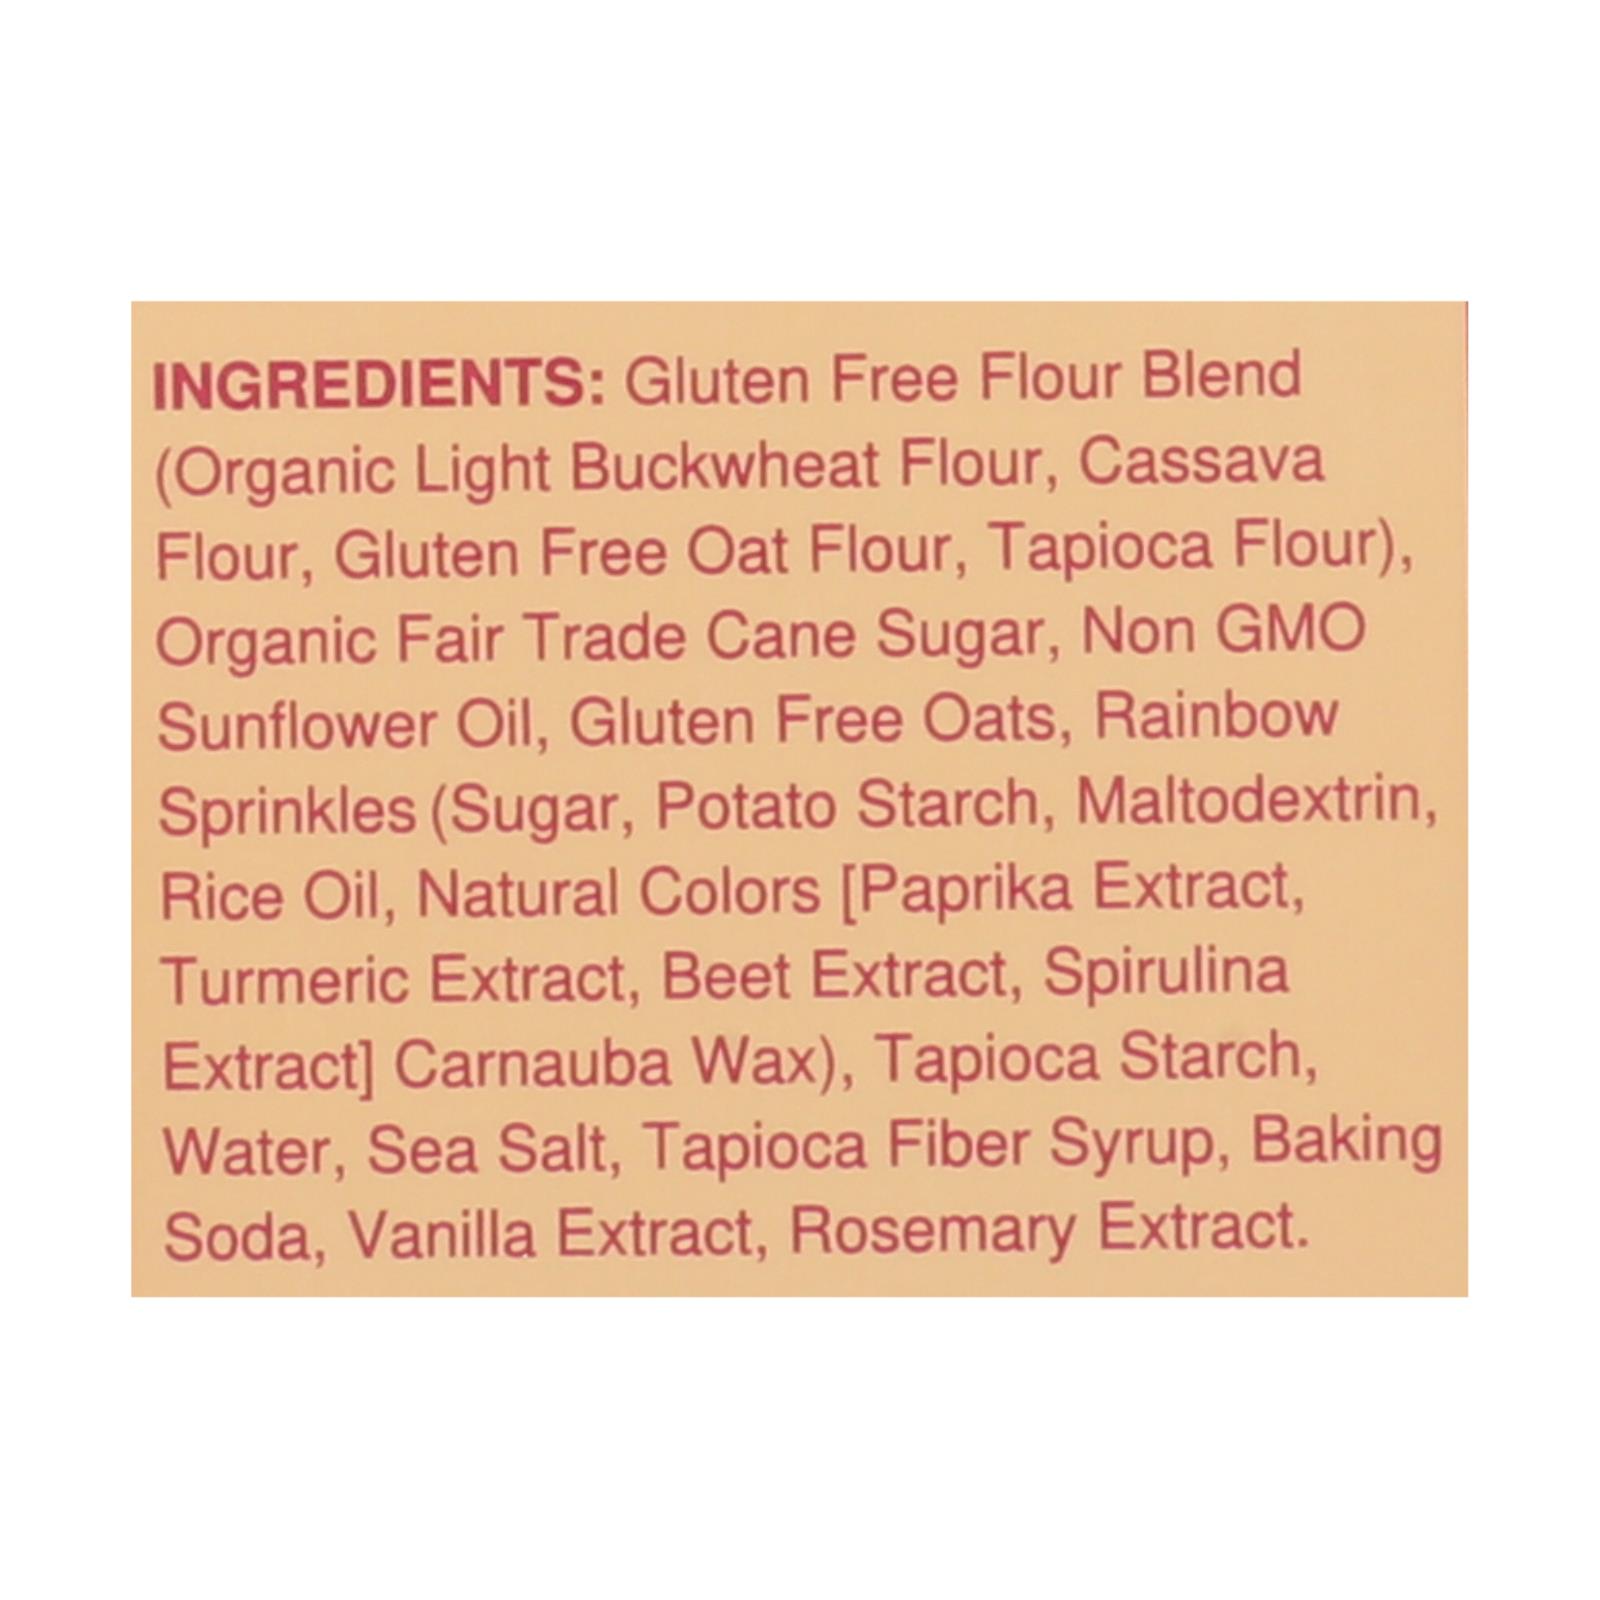 INGREDIENTS: Gluten Free Flour Blend
(Organic Light Buckwheat Flour, Cassava
Flour, Gluten Free Oat Flour, Tapioca Flour),
Organic Fair Trade Cane Sugar, Non GMO
Sunflower Oil, Gluten Free Oats, Rainbow
Sprinkles (Sugar, Potato Starch, Maltodextrin,
Rice Oil, Natural Colors [Paprika Extract,
Turmeric Extract, Beet Extract, Spirulina
Extract] Carnauba Wax), Tapioca Starch,
Water, Sea Salt, Tapioca Fiber Syrup, Baking
Soda, Vanilla Extract, Rosemary Extract.